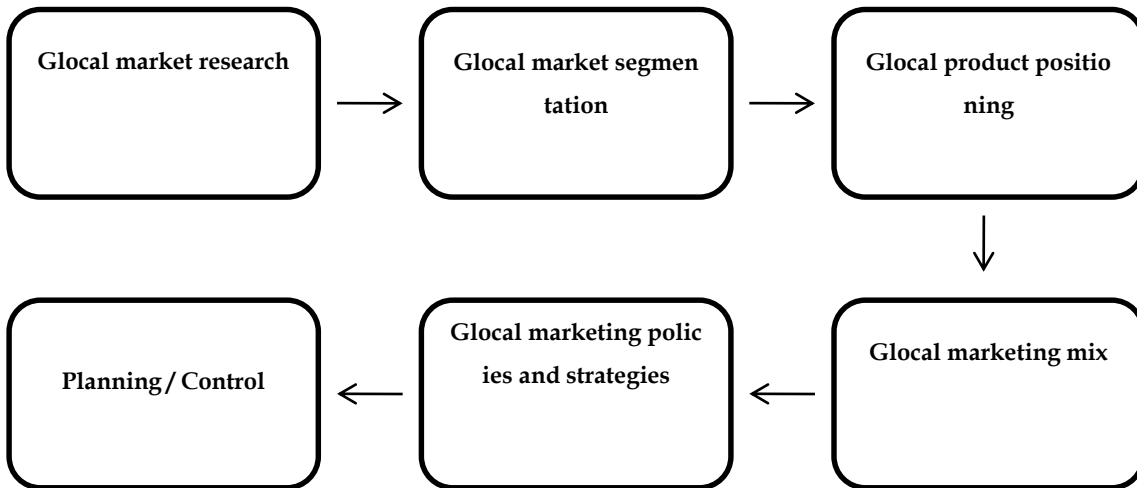 Glocal market research
Glocal market segmen
tation
Glocal product positio
ning
Glocal marketing mix
Glocal marketing polic
ies and strategies
Planning / Control